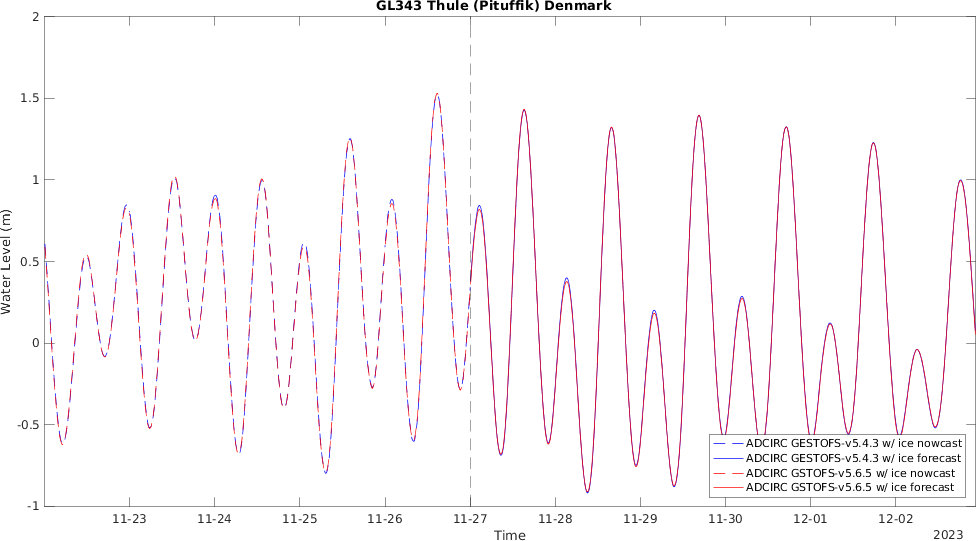 GL343 Thule (Pituffik) Denmark
2
1.5
1
0.5
0
-0.5
-1
Water Level (m)
ADCIRC GESTOFS-v5.4.3 w/ ice nowcast
ADCIRC GESTOFS-v5.4.3 w/ ice forecast
ADCIRC GSTOFS-v5.6.5 w/ ice nowcast
ADCIRC GSTOFS-v5.6.5 w/ ice forecast
11-23 11-24 11-25 11-26 11-27 11-28 11-29 11-30 12-01 12-02
Time
2023